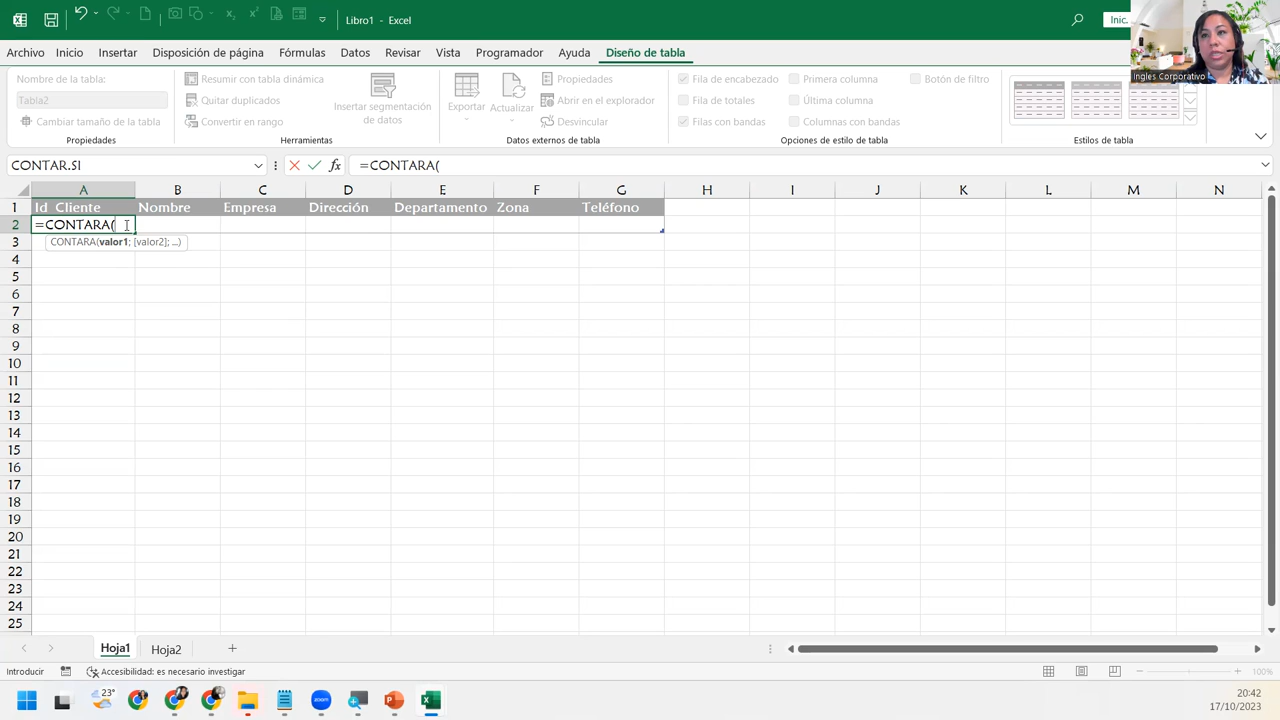 Libro1 - Excel
Inic.
Archivo Inicio Insertar Disposición de página Fórmulas Datos Revisar Vista Programador Ayuda Diseño de tabla
Ingles Corporativo
Nombre de la tabla:
Tabla2
Cambiar tamaño de la tabla
Propiedades
Resumir con tabla dinámica
Quitar duplicados
Convertir en rango
Insertar segmentación
de datos
Herramientas
Exportar
Actualizar
Propiedades
Abrir en el explorador
Desvincular
Datos externos de tabla
Fila de encabezado
Fila de totales
Filas con bandas
Primera columna
Última columna
Columnas con bandas
Botón de filtro
Opciones de estilo de tabla
Estilos de tabla
CONTAR.SI
fx
=CONTARA(
A B C D E F G H I J K L M N
1 Id_Cliente Nombre Empresa Dirección Departamento Zona Teléfono
2 =CONTARA(
3 CONTARA(valor1; [valor2]; ...)
4
5
6
7
8
9
10
11
12
13
14
15
16
17
18
19
20
21
22
23
24
25
Hoja1 Hoja2
Introducir
Accesibilidad: es necesario investigar
100%
23°
zoom
20:42
17/10/2023